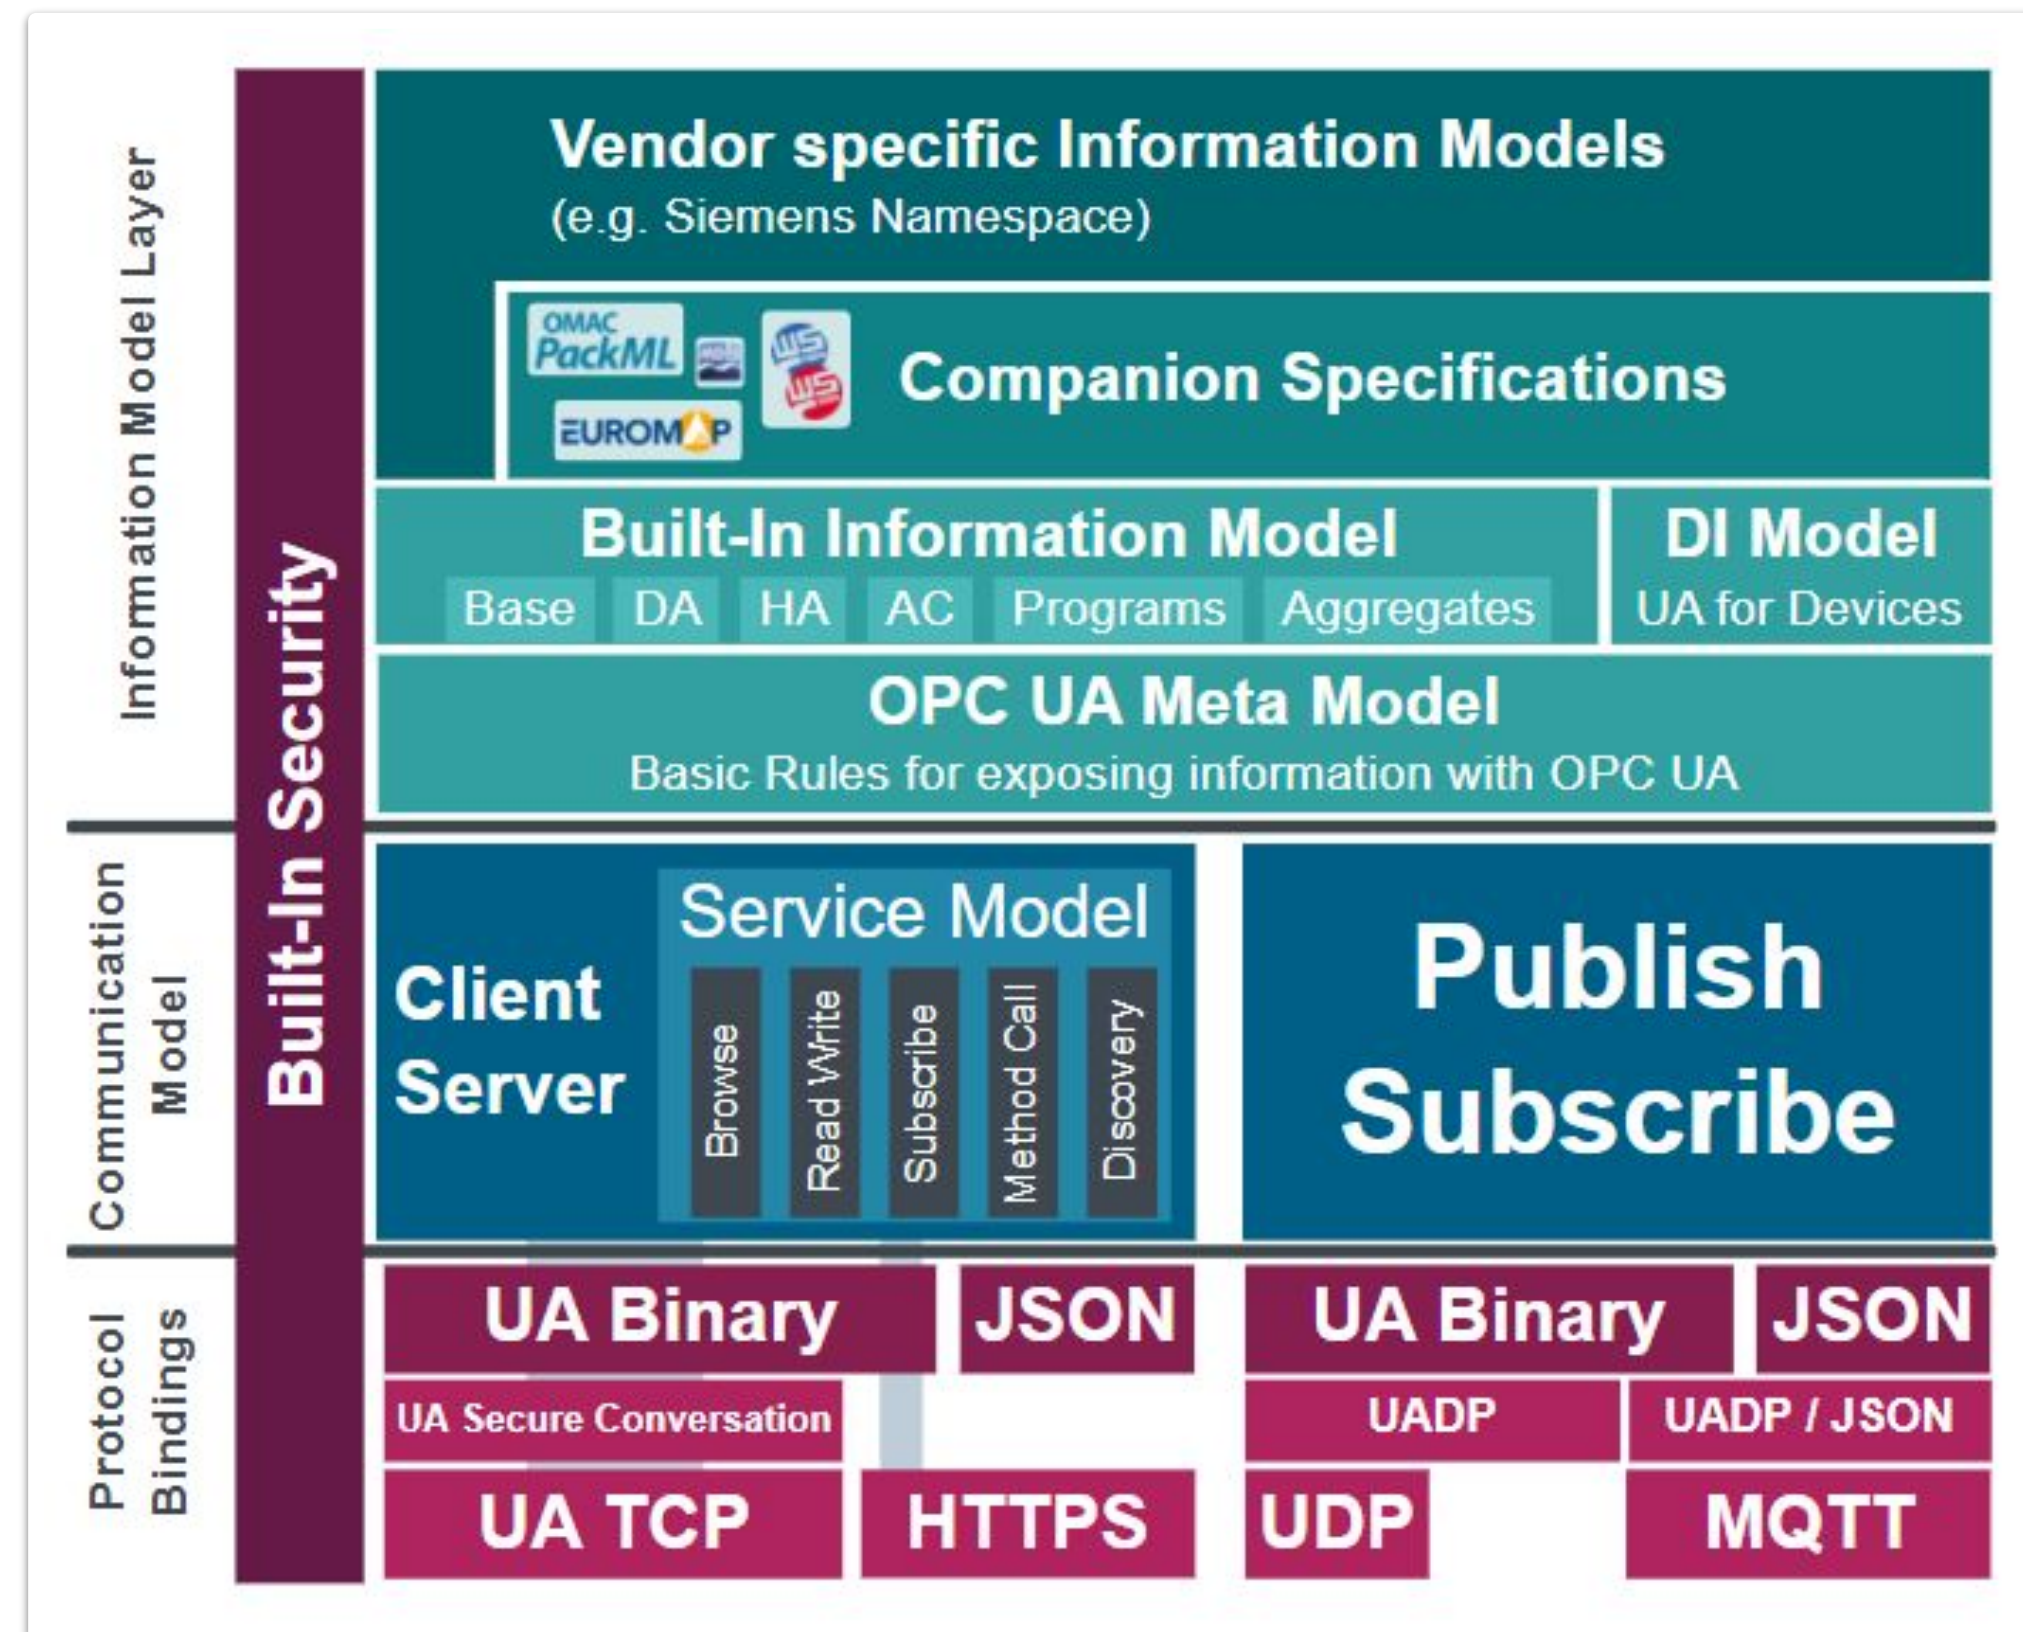 Information Model Layer
Built-In Security
Vendor specific Information Models
(e.g. Siemens Namespace)
OMAC
PackML
EUROMAP
Companion Specifications
Built-In Information Model
Base DA HA AC Programs Aggregates
DI Model
UA for Devices
OPC UA Meta Model
Basic Rules for exposing information with OPC UA
Communication
Model
Client
Server
Service Model
Browse
Read Write
Subscribe
Method Call
Discovery
Publish
Subscribe
Protocol
Bindings
UA Binary JSON
UA Secure Conversation
UA TCP HTTPS
UA Binary JSON
UADP UADP / JSON
UDP MQTT